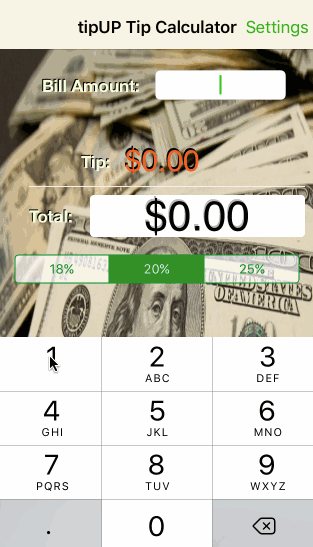 tipUP Tip Calculator Settings
Bill Amount:
Tip: $0.00
Total: $0.00
18% 20% 25%
1 2 3
ABC DEF
4 5 6
GHI JKL MNO
7 8 9
PQRS TUV WXYZ
. 0